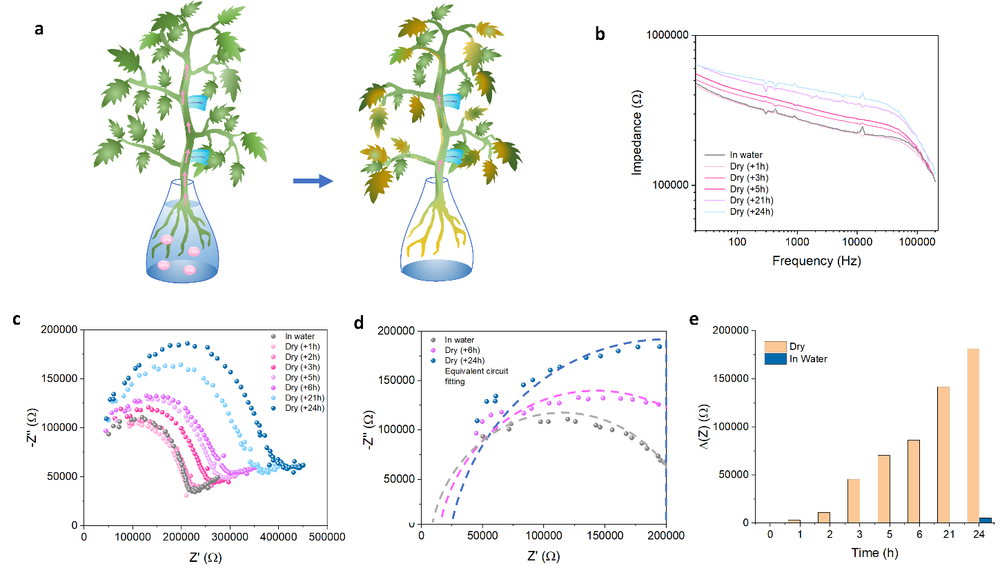 a
ions
ions
ions
ions
b
1000000
100000
Impedance (Ω)
In water
Dry (+1h)
Dry (+3h)
Dry (+5h)
Dry (+21h)
Dry (+24h)
100
1000
10000
100000
Frequency (Hz)
c
200000
150000
100000
50000
0
-Z'' (Ω)
In water
Dry (+1h)
Dry (+2h)
Dry (+3h)
Dry (+5h)
Dry (+6h)
Dry (+21h)
Dry (+24h)
0
100000
200000
300000
400000
500000
Z' (Ω)
d
200000
150000
100000
50000
0
-Z'' (Ω)
In water
Dry (+6h)
Dry (+24h)
Equivalent circuit
fitting
0
50000
100000
150000
200000
Z' (Ω)
e
200000
150000
100000
50000
0
Δ(Z) (Ω)
Dry
In Water
0
1
2
3
5
6
21
24
Time (h)